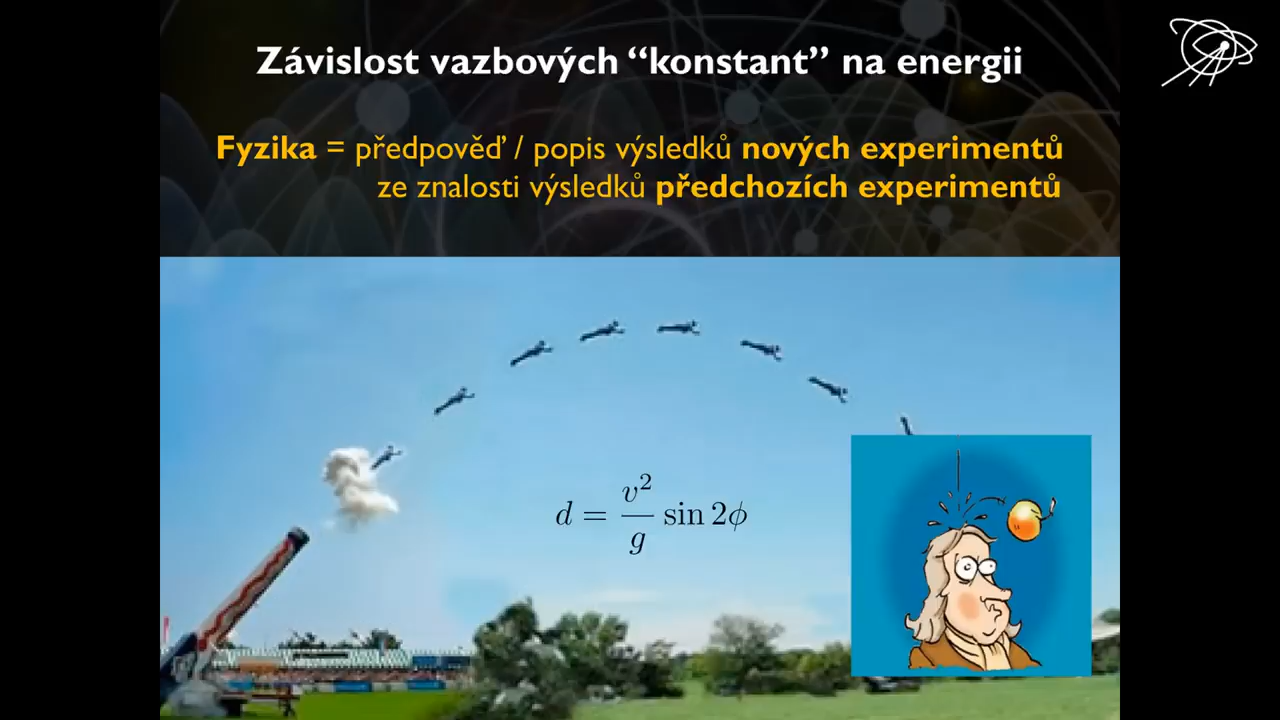 Závislost vazbových “konstant” na energii
Fyzika = předpověď / popis výsledků nových experimentů
ze znalosti výsledků předchozích experimentů
d = v²/g sin 2ϕ